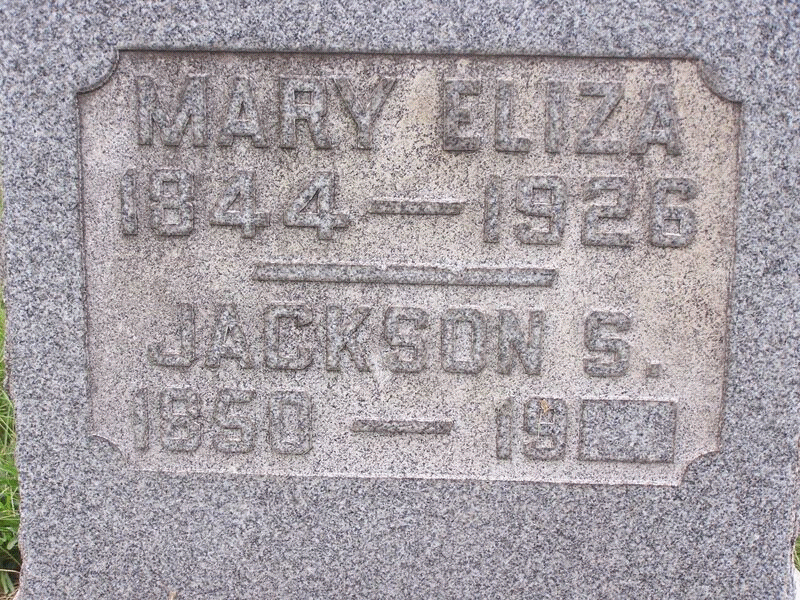 MARY ELIZA
1844 — 1926
JACKSON S.
1850 — 19